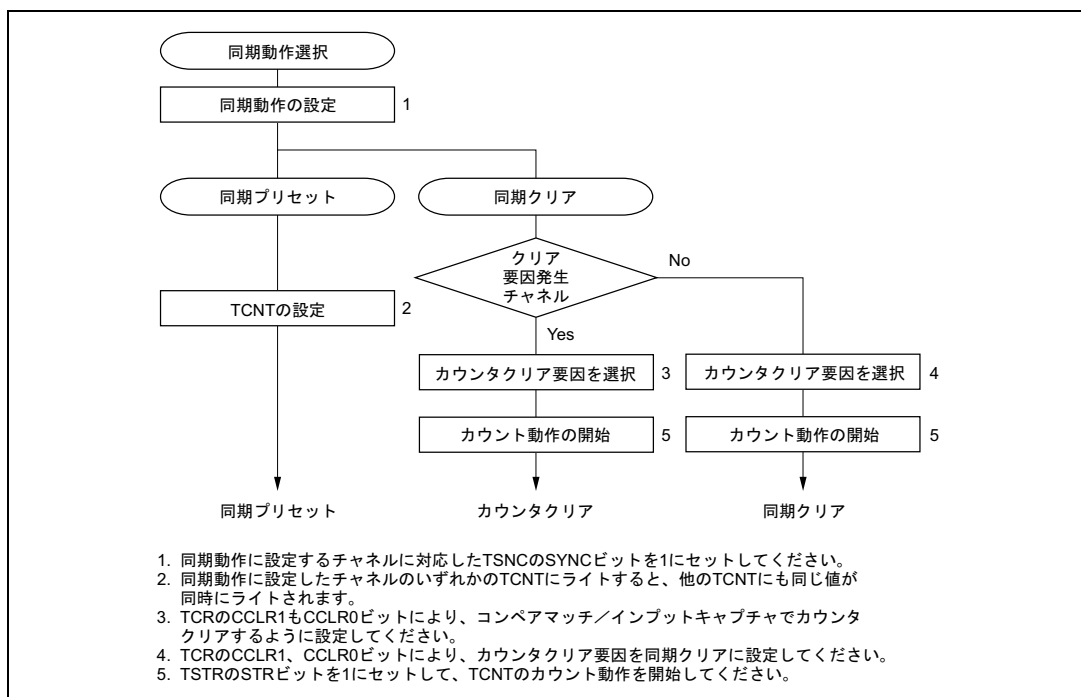 同期動作選択
同期動作の設定 1
同期プリセット
同期クリア
クリア
要因発生
チャネル
No
Yes
TCNTの設定 2
カウンタクリア要因を選択 3
カウンタクリア要因を選択 4
カウント動作の開始 5
カウント動作の開始 5
同期プリセット
カウンタクリア
同期クリア
1. 同期動作に設定するチャネルに対応したTSNCのSYNCビットを1にセットしてください。
2. 同期動作に設定したチャネルのいずれかのTCNTにライトすると、他のTCNTにも同じ値が
同時にライトされます。
3. TCRのCCLR1もCCLR0ビットにより、コンペアマッチ／インプットキャプチャでカウンタ
クリアするように設定してください。
4. TCRのCCLR1、CCLR0ビットにより、カウンタクリア要因を同期クリアに設定してください。
5. TSTRのSTRビットを1にセットして、TCNTのカウント動作を開始してください。